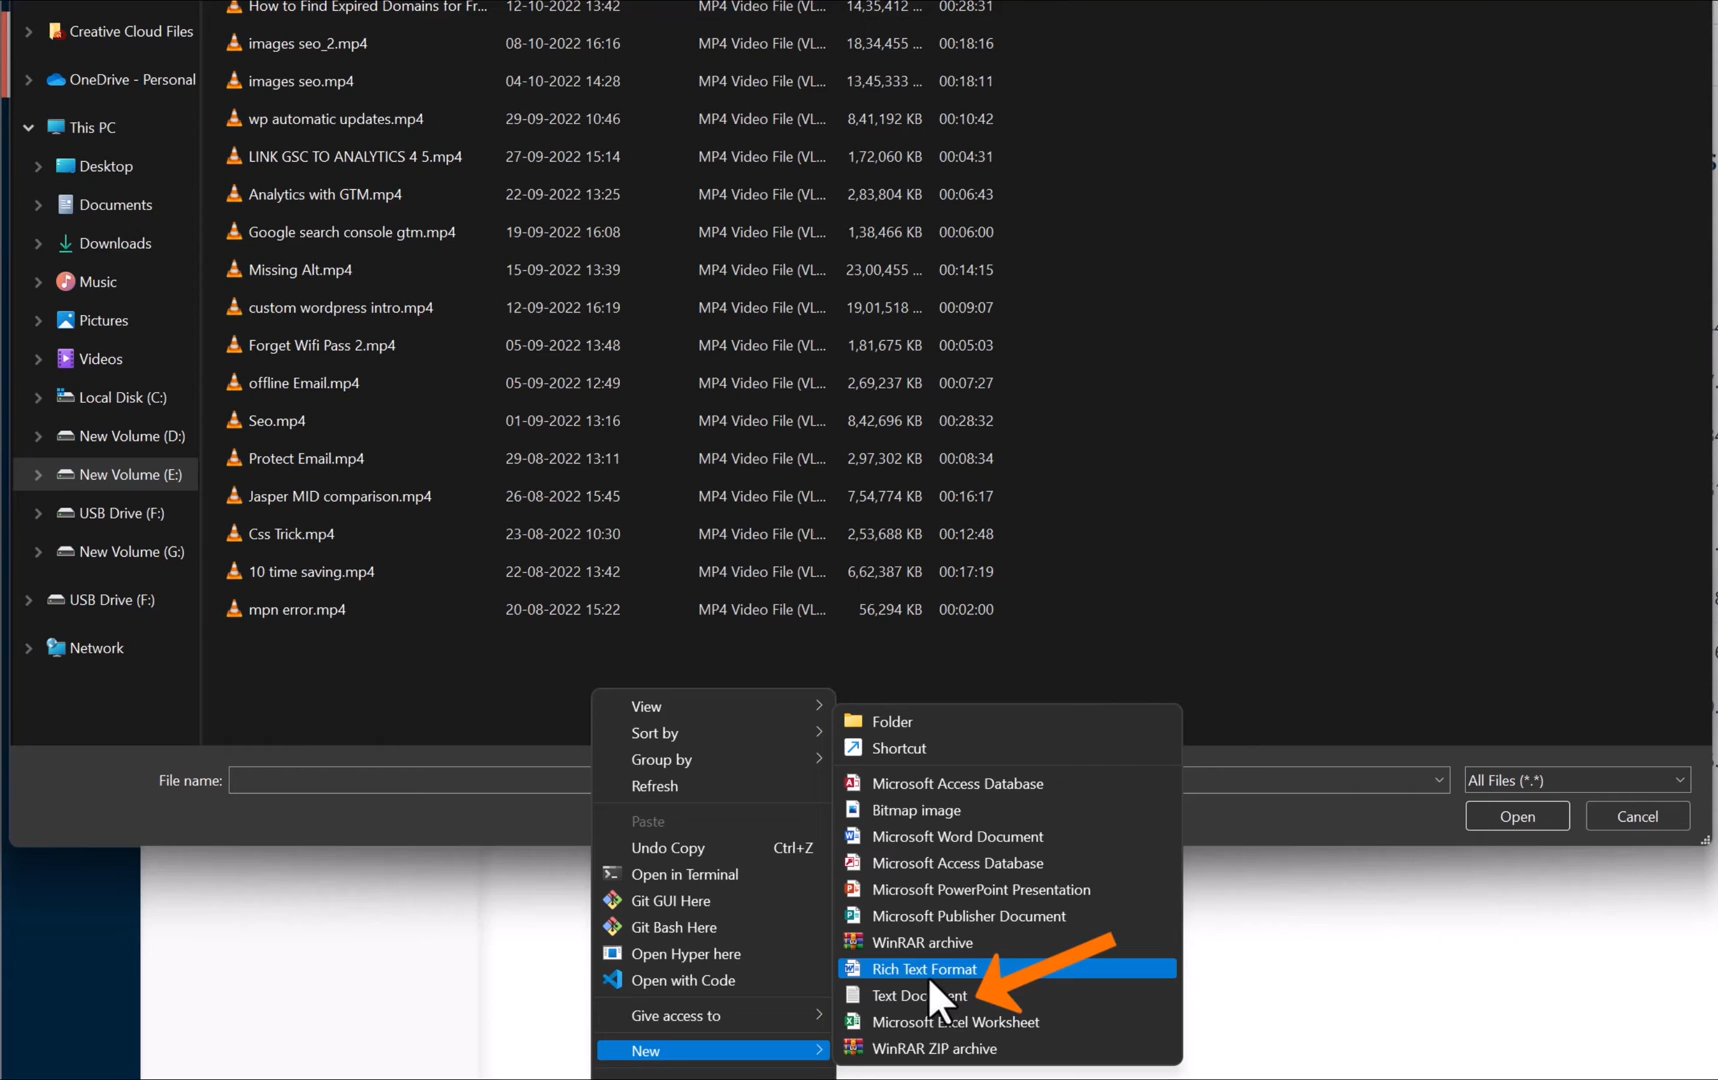 Creative Cloud Files
OneDrive - Personal
This PC
Desktop
Documents
Downloads
Music
Pictures
Videos
Local Disk (C:)
New Volume (D:)
New Volume (E:)
USB Drive (F:)
New Volume (G:)
USB Drive (F:)
Network
How to Find Expired Domains for Fr... 12-10-2022 13:42 MP4 Video File (VL... 14,35,412 ... 00:28:31
images seo_2.mp4 08-10-2022 16:16 MP4 Video File (VL... 18,34,455 ... 00:18:16
images seo.mp4 04-10-2022 14:28 MP4 Video File (VL... 13,45,333 ... 00:18:11
wp automatic updates.mp4 29-09-2022 10:46 MP4 Video File (VL... 8,41,192 KB 00:10:42
LINK GSC TO ANALYTICS 4 5.mp4 27-09-2022 15:14 MP4 Video File (VL... 1,72,060 KB 00:04:31
Analytics with GTM.mp4 22-09-2022 13:25 MP4 Video File (VL... 2,83,804 KB 00:06:43
Google search console gtm.mp4 19-09-2022 16:08 MP4 Video File (VL... 1,38,466 KB 00:06:00
Missing Alt.mp4 15-09-2022 13:39 MP4 Video File (VL... 23,00,455 ... 00:14:15
custom wordpress intro.mp4 12-09-2022 16:19 MP4 Video File (VL... 19,01,518 ... 00:09:07
Forget Wifi Pass 2.mp4 05-09-2022 13:48 MP4 Video File (VL... 1,81,675 KB 00:05:03
offline Email.mp4 05-09-2022 12:49 MP4 Video File (VL... 2,69,237 KB 00:07:27
Seo.mp4 01-09-2022 13:16 MP4 Video File (VL... 8,42,696 KB 00:28:32
Protect Email.mp4 29-08-2022 13:11 MP4 Video File (VL... 2,97,302 KB 00:08:34
Jasper MID comparison.mp4 26-08-2022 15:45 MP4 Video File (VL... 7,54,774 KB 00:16:17
Css Trick.mp4 23-08-2022 10:30 MP4 Video File (VL... 2,53,688 KB 00:12:48
10 time saving.mp4 22-08-2022 13:42 MP4 Video File (VL... 6,62,387 KB 00:17:19
mpn error.mp4 20-08-2022 15:22 MP4 Video File (VL... 56,294 KB 00:02:00
File name:
All Files (*.*)
Open Cancel
View
Sort by
Group by
Refresh
Paste
Undo Copy Ctrl+Z
Open in Terminal
Git GUI Here
Git Bash Here
Open Hyper here
Open with Code
Give access to
New
Folder
Shortcut
Microsoft Access Database
Bitmap image
Microsoft Word Document
Microsoft Access Database
Microsoft PowerPoint Presentation
Microsoft Publisher Document
WinRAR archive
Rich Text Format
Text Document
Microsoft Excel Worksheet
WinRAR ZIP archive